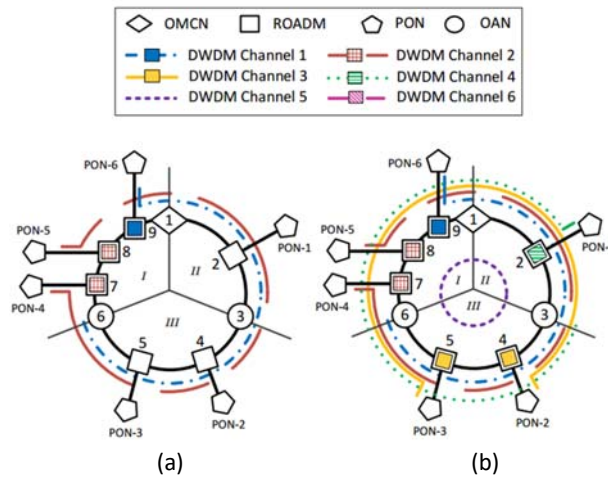 OMCN ROADM PON OAN
DWDM Channel 1 DWDM Channel 2
DWDM Channel 3 DWDM Channel 4
DWDM Channel 5 DWDM Channel 6
PON-6
PON-5
PON-4
PON-1
PON-3
PON-2
1
2
3
4
5
6
7
8
9
I
II
III
(a)
PON-6
PON-5
PON-4
PON-
PON-3
PON-2
1
2
3
4
5
6
7
8
9
I
II
III
(b)